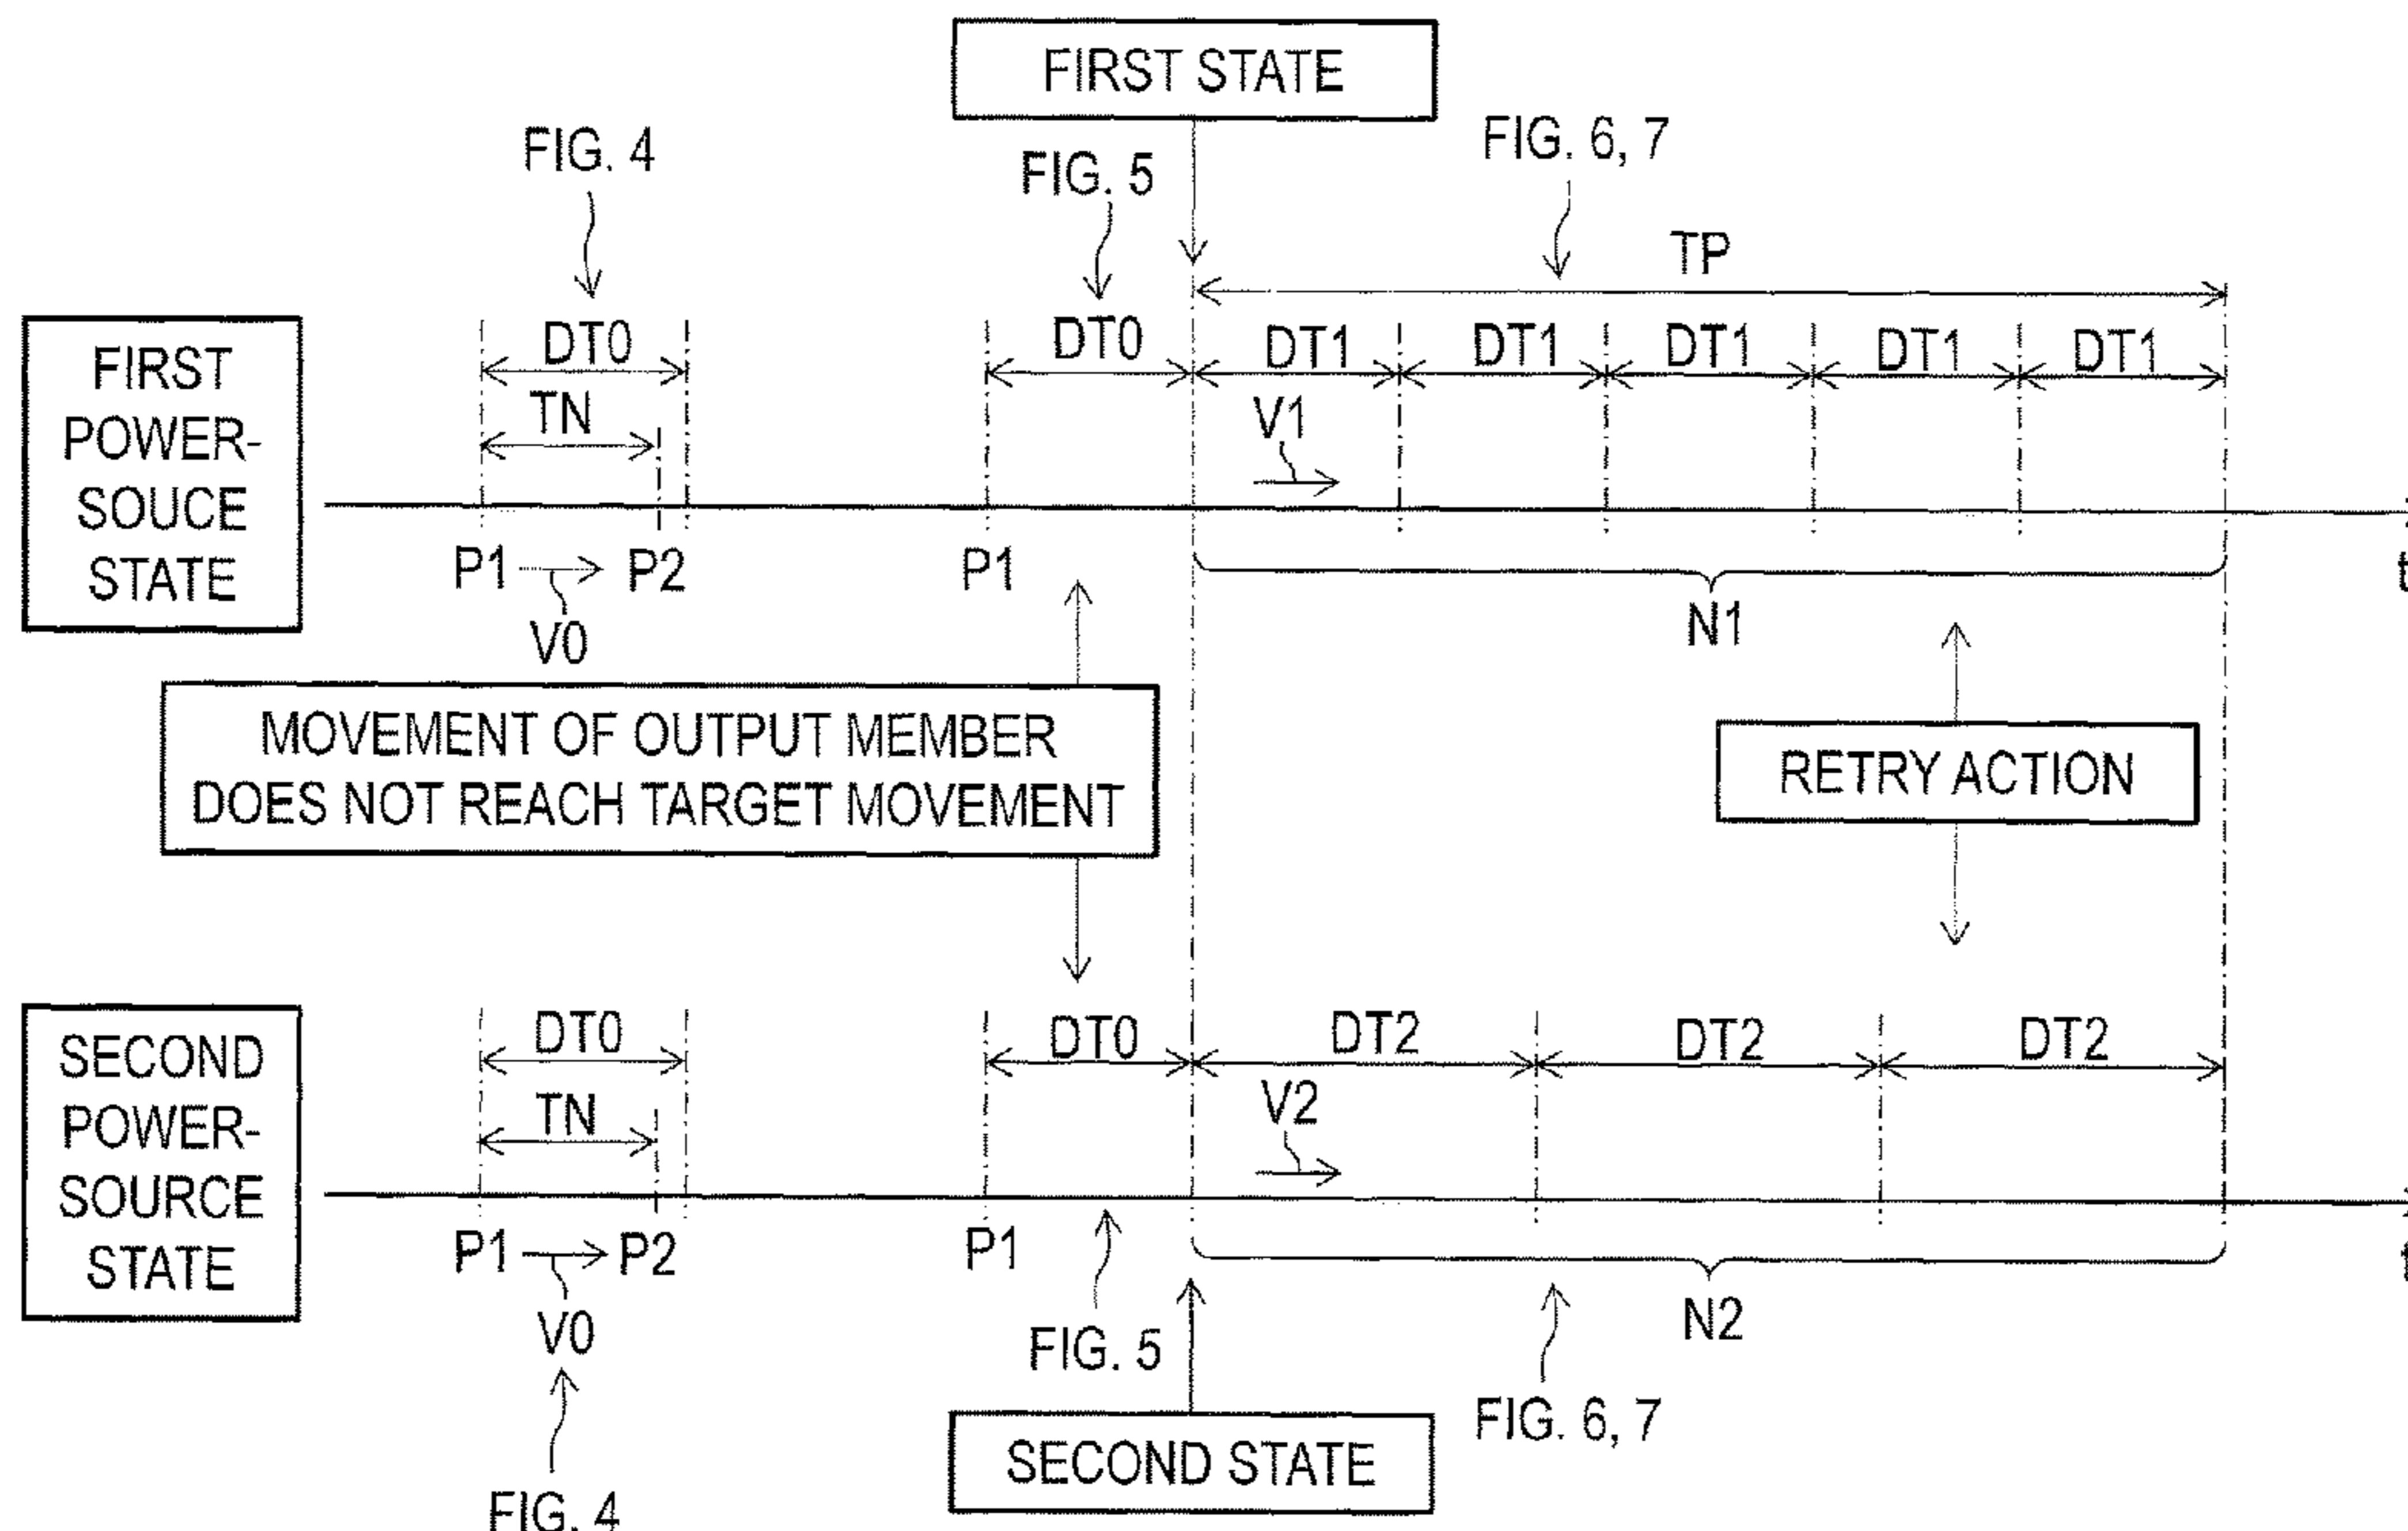 FIRST STATE
FIG. 4
FIG. 5
FIG. 6, 7
TP
FIRST
POWER-
SOUCE
STATE
DT0
DT0
DT1
DT1
DT1
DT1
DT1
TN
V1
P1
P2
P1
t
V0
N1
MOVEMENT OF OUTPUT MEMBER
DOES NOT REACH TARGET MOVEMENT
RETRY ACTION
SECOND
POWER-
SOURCE
STATE
DT0
DT0
DT2
DT2
DT2
TN
V2
P1
P2
P1
t
V0
FIG. 5
N2
FIG. 6, 7
SECOND STATE
FIG. 4